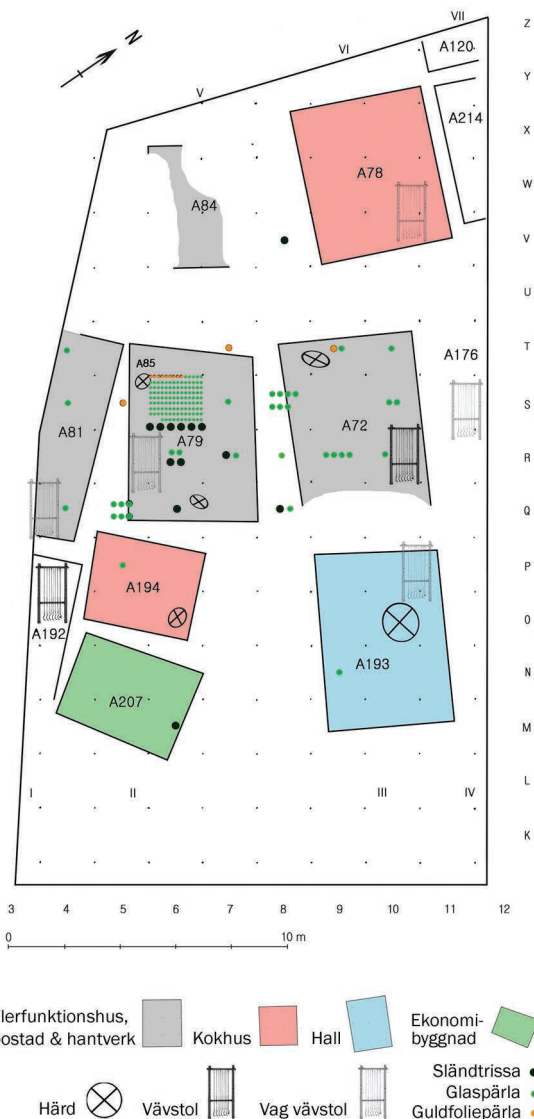 VII
Z
A120
N
VI
Y
V
A214
X
A78
W
A84
V
U
T
A176
A85
S
A81
A79
A72
R
Q
P
A194
A192
O
A193
N
A207
M
I
II
III
IV
L
K
3 4 5 6 7 8 9 10 11 12
0 10 m
lerfunktionshus,
ostad & hantverk
Kokhus
Hall
Ekonomi-
byggnad
Härd
Vävstol
Vag vävstol
Sländtrissa
Glaspärla
Guldfoliepärla